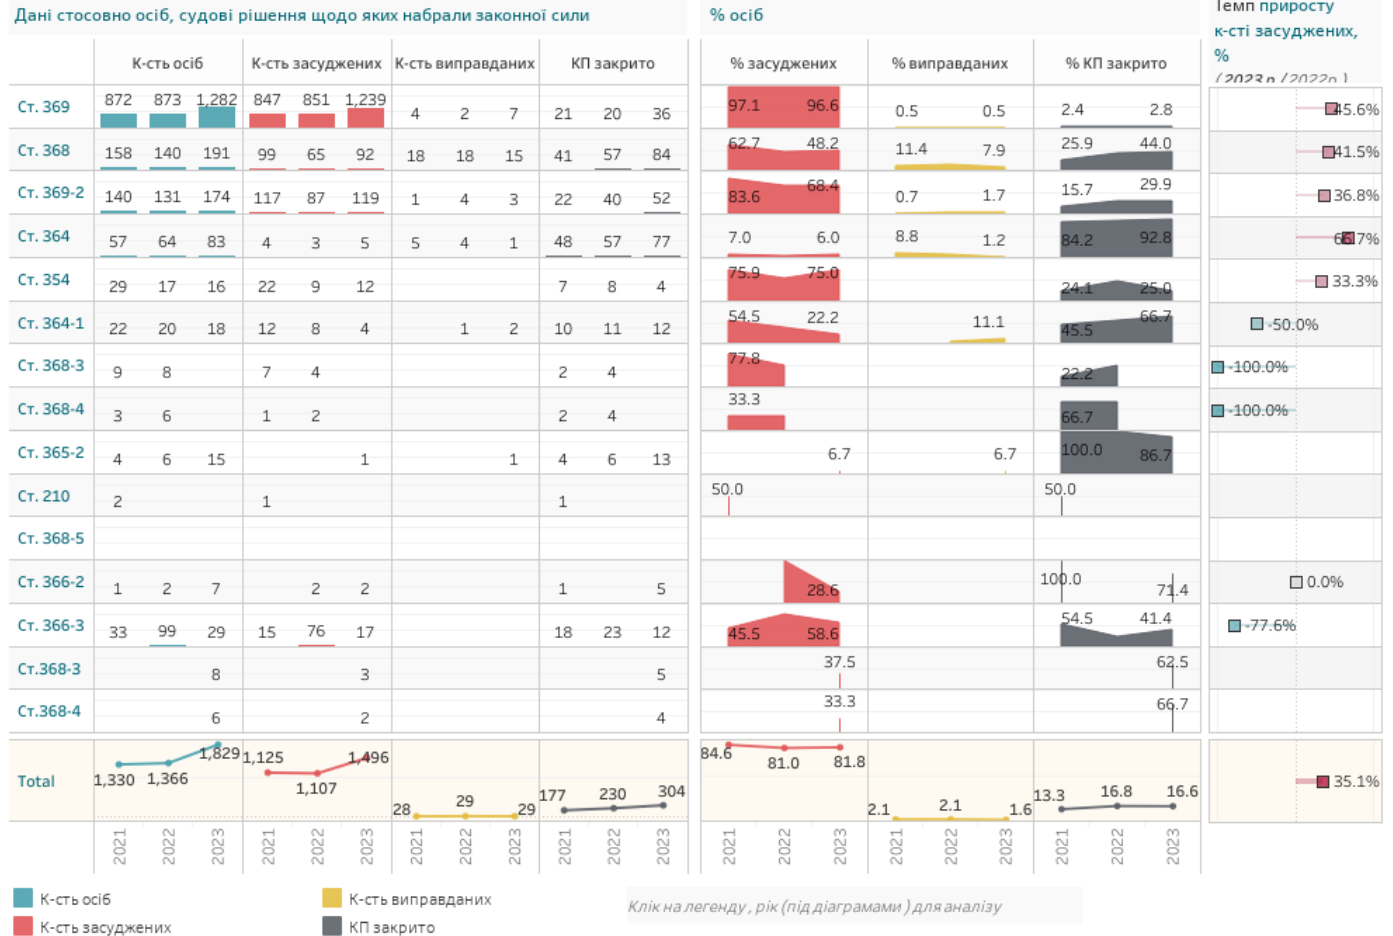 Дані стосовно осіб, судові рішення щодо яких набрали законної сили
% осіб
Темп приросту
к-сті засуджених,
%
(2023р./2022р.)
К-сть осіб К-сть засуджених К-сть виправданих КП закрито % засуджених % виправданих % КП закрито
Ст. 369 872 873 1,282 847 851 1,239 4 2 7 21 20 36 97.1 96.6 0.5 0.5 2.4 2.8 45.6%
Ст. 368 158 140 191 99 65 92 18 18 15 41 57 84 62.7 48.2 11.4 7.9 25.9 44.0 41.5%
Ст. 369-2 140 131 174 117 87 119 1 4 3 22 40 52 83.6 68.4 0.7 1.7 15.7 29.9 36.8%
Ст. 364 57 64 83 4 3 5 5 4 1 48 57 77 7.0 6.0 8.8 1.2 84.2 92.8 66.7%
Ст. 354 29 17 16 22 9 12 7 8 4 75.9 75.0 24.1 25.0 33.3%
Ст. 364-1 22 20 18 12 8 4 1 2 10 11 12 54.5 22.2 11.1 45.5 66.7 -50.0%
Ст. 368-3 9 8 7 4 2 4 77.8 22.2 -100.0%
Ст. 368-4 3 6 1 2 2 4 33.3 66.7 -100.0%
Ст. 365-2 4 6 15 1 1 4 6 13 6.7 6.7 100.0 86.7
Ст. 210 2 1 1 50.0 50.0
Ст. 368-5
Ст. 366-2 1 2 7 2 2 1 5 28.6 100.0 71.4 0.0%
Ст. 366-3 33 99 29 15 76 17 18 23 12 45.5 58.6 54.5 41.4 -77.6%
Ст.368-3 8 3 5 37.5 62.5
Ст.368-4 6 2 4 33.3 66.7
Total 1,330 1,366 1,829 1,125 1,107 1,496 28 29 29 177 230 304 84.6 81.0 81.8 2.1 2.1 1.6 13.3 16.8 16.6 35.1%
2021 2022 2023 2021 2022 2023 2021 2022 2023 2021 2022 2023 2021 2022 2023 2021 2022 2023 2021 2022 2023
К-сть осіб
К-сть засуджених
К-сть виправданих
КП закрито
Клік на легенду, рік (під діаграмами) для аналізу